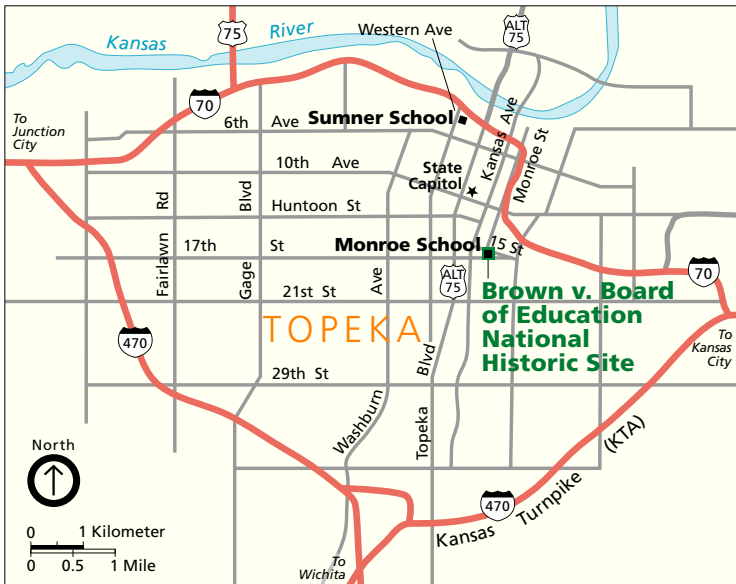 Kansas River
75
Western Ave
ALT
75
70
To
Junction
City
6th Ave
Sumner School
Kansas Ave
Monroe St
10th Ave
State
Capitol
Fairlawn Rd
Gage Blvd
Huntoon St
17th St
Monroe School
15 St
ALT
75
70
21st St
Brown v. Board
of Education
National
Historic Site
TOPEKA
470
To
Kansas
City
29th St
Washburn Ave
Topeka Blvd
North
470
Kansas Turnpike (KTA)
0 1 Kilometer
0 0.5 1 Mile
To
Wichita